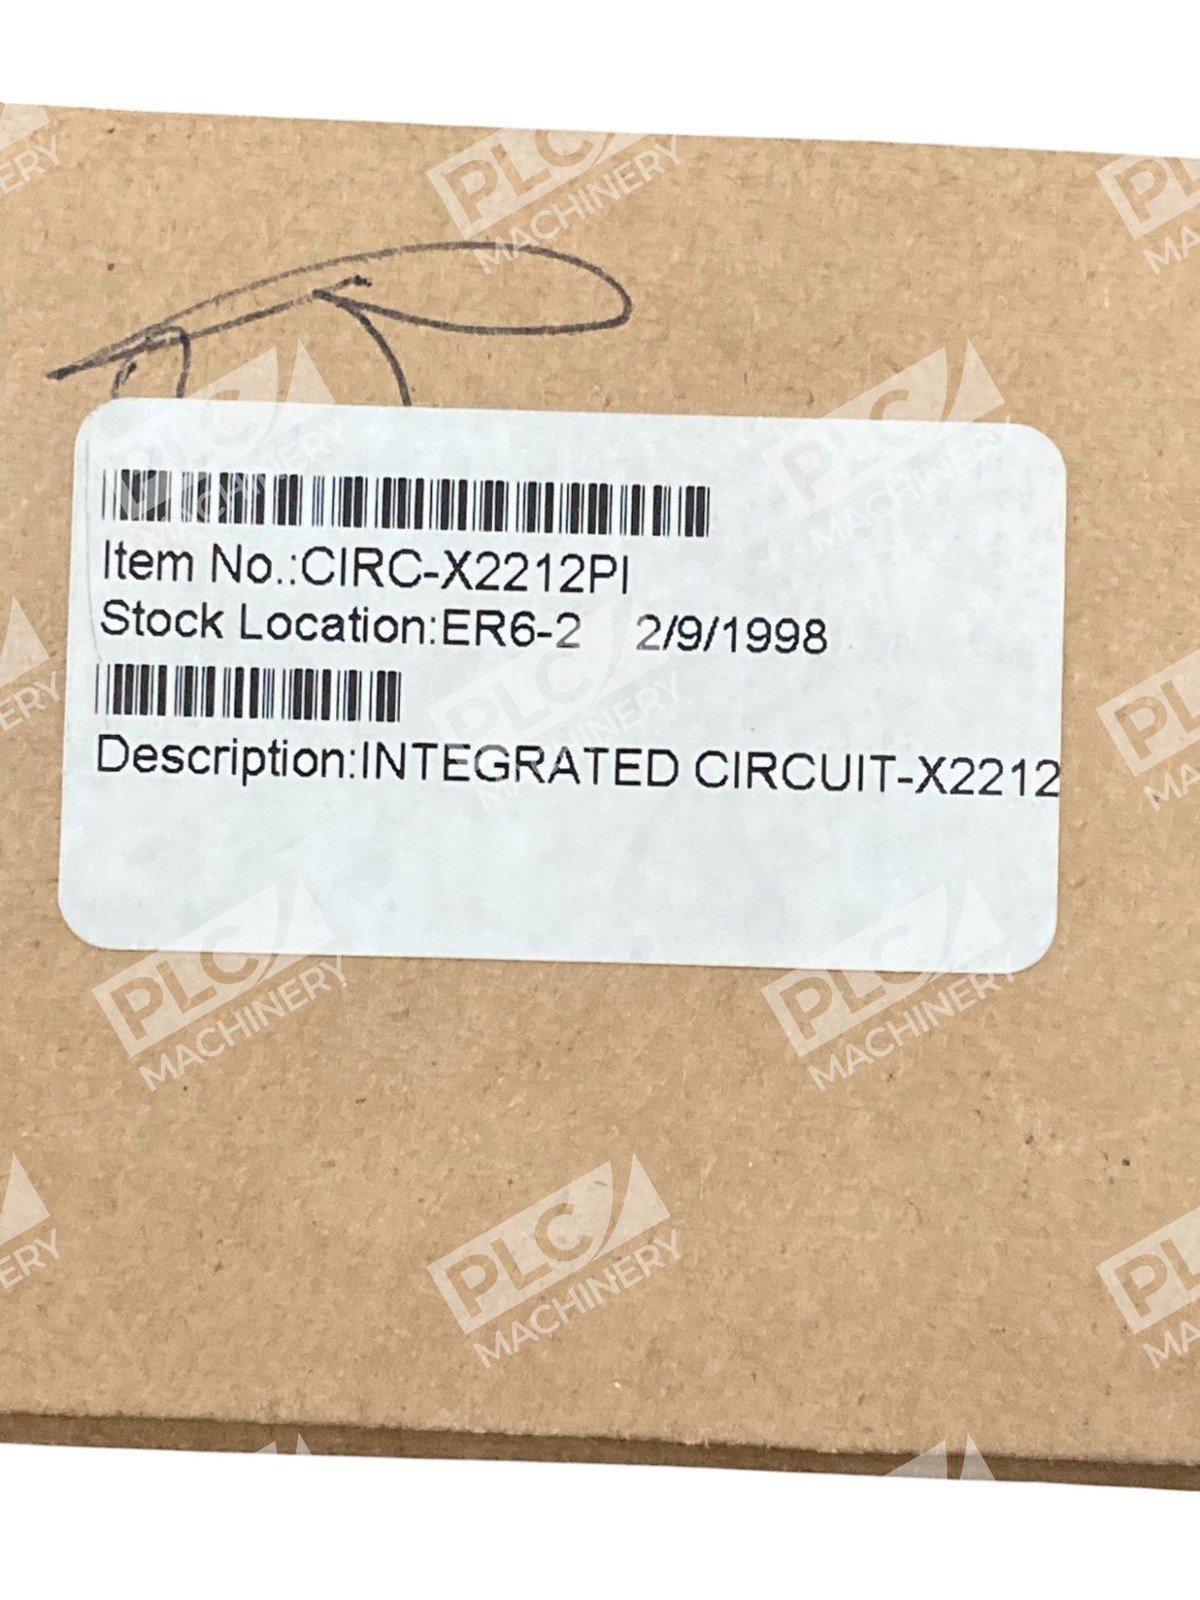 Item No.:CIRC-X2212PI
Stock Location:ER6-2 2/9/1998
Description:INTEGRATED CIRCUIT-X2212
PLC MACHINERY